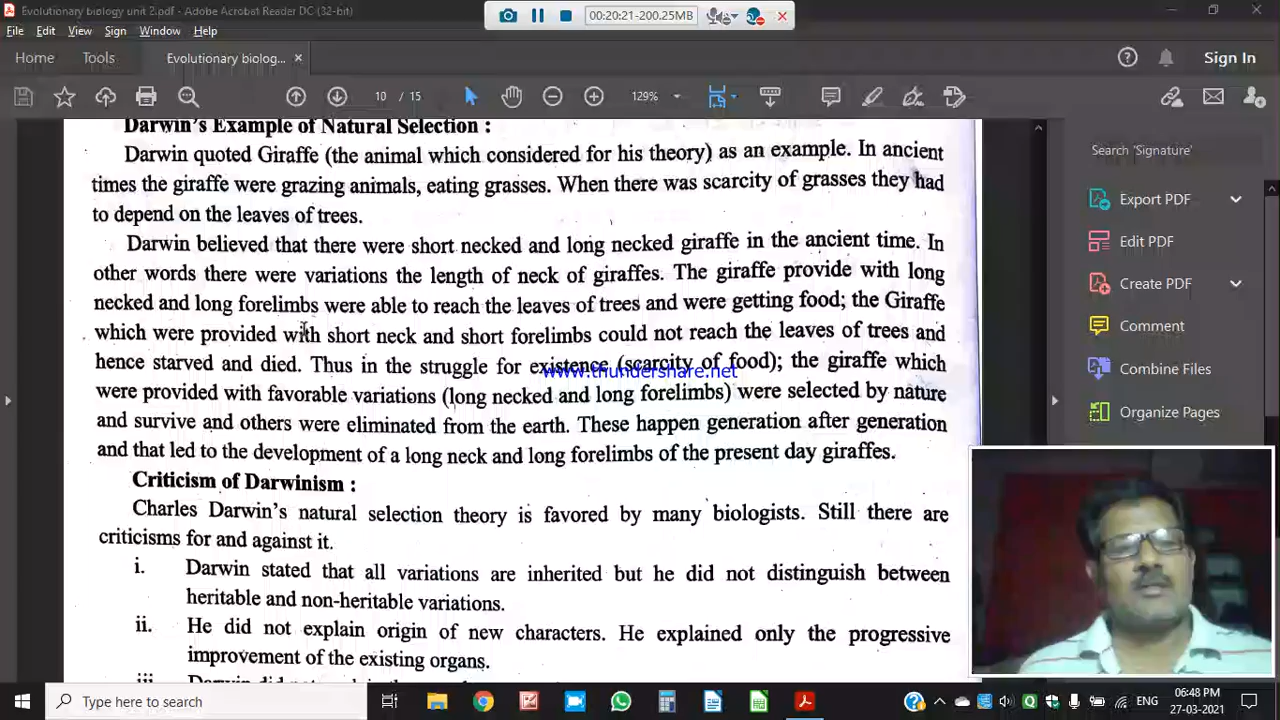 Evolutionary biology unit 2.pdf - Adobe Acrobat Reader DC (32-bit)
00:20:21-200.25MB
File Edit View Sign Window Help
Home Tools Evolutionary biolog... × Sign In
10 / 15 129%
Darwin's Example of Natural Selection :
Darwin quoted Giraffe (the animal which considered for his theory) as an example. In ancient
times the giraffe were grazing animals, eating grasses. When there was scarcity of grasses they had
to depend on the leaves of trees.
Darwin believed that there were short necked and long necked giraffe in the ancient time. In
other words there were variations the length of neck of giraffes. The giraffe provide with long
necked and long forelimbs were able to reach the leaves of trees and were getting food; the Giraffe
which were provided with short neck and short forelimbs could not reach the leaves of trees and
hence starved and died. Thus in the struggle for existence (scarcity of food); the giraffe which
www.thundershare.net
were provided with favorable variations (long necked and long forelimbs) were selected by nature
and survive and others were eliminated from the earth. These happen generation after generation
and that led to the development of a long neck and long forelimbs of the present day giraffes.
Criticism of Darwinism :
Charles Darwin's natural selection theory is favored by many biologists. Still there are
criticisms for and against it.
i. Darwin stated that all variations are inherited but he did not distinguish between
heritable and non-heritable variations.
ii. He did not explain origin of new characters. He explained only the progressive
improvement of the existing organs.
Search 'Signature'
Export PDF
Edit PDF
Create PDF
Comment
Combine Files
Organize Pages
Type here to search
ENG
06:48 PM
27-03-2021